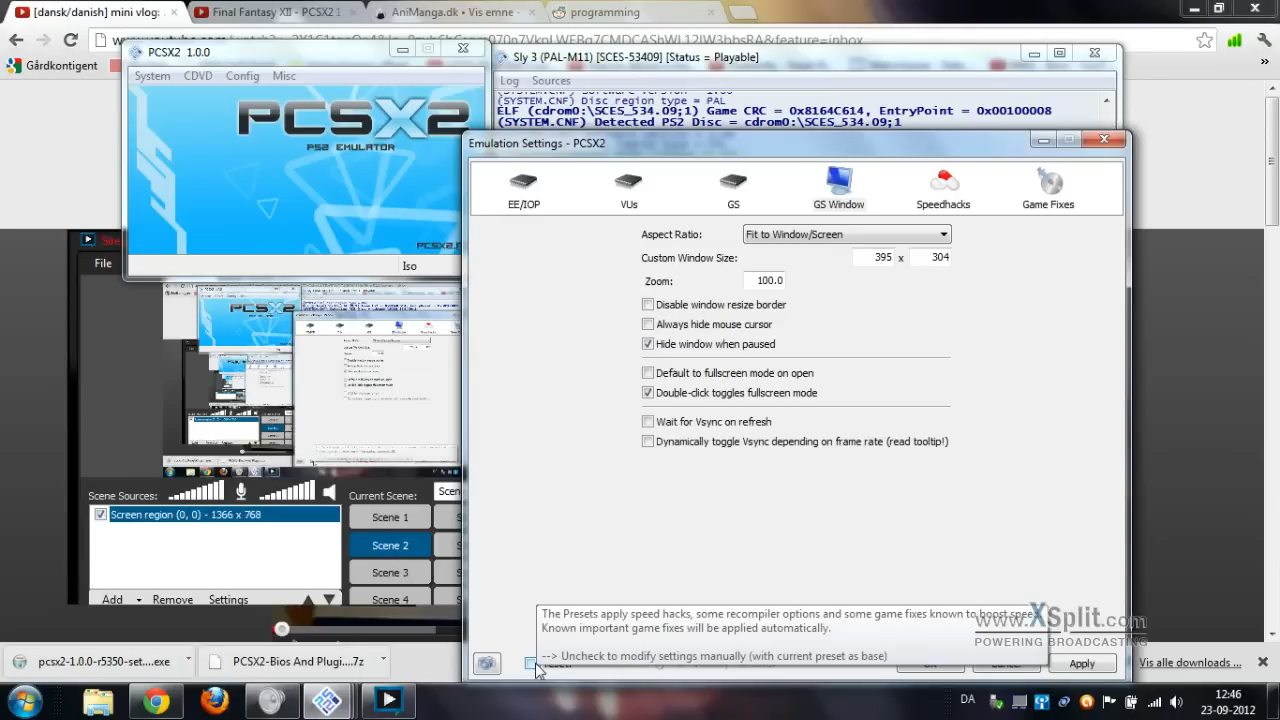 [dansk/danish] mini vlog:
Final Fantasy XII - PCSX2
AniManga.dk • Vis emne -
programming
Gårdkontigent
PCSX2 1.0.0
System CDVD Config Misc
PCSX2
PS2 EMULATOR
Iso
Sly 3 (PAL-M11) [SCES-53409] [Status = Playable]
Log Sources
(SYSTEM.CNF) Disc region type = PAL
ELF (cdrom0:\SCES_534.09;1) Game CRC = 0x8164C614, EntryPoint = 0x00100008
(SYSTEM.CNF) Detected PS2 Disc = cdrom0:\SCES_534.09;1
Emulation Settings - PCSX2
EE/IOP VUs GS GS Window Speedhacks Game Fixes
Aspect Ratio: Fit to Window/Screen
Custom Window Size: 395 x 304
Zoom: 100.0
Disable window resize border
Always hide mouse cursor
Hide window when paused
Default to fullscreen mode on open
Double-click toggles fullscreen mode
Wait for Vsync on refresh
Dynamically toggle Vsync depending on frame rate (read tooltip!)
File
Scene Sources:
Current Scene:
Screen region (0, 0) - 1366 x 768
Scene 1
Scene 2
Scene 3
Scene 4
Add Remove Settings
The Presets apply speed hacks, some recompiler options and some game fixes known to boost
Known important game fixes will be applied automatically.
--> Uncheck to modify settings manually (with current preset as base)
www.XSplit.com
POWERING BROADCASTING
Apply
pcsx2-1.0.0-r5350-set....exe
PCSX2-Bios And Plugi....7z
Vis alle downloads...
DA
12:46
23-09-2012